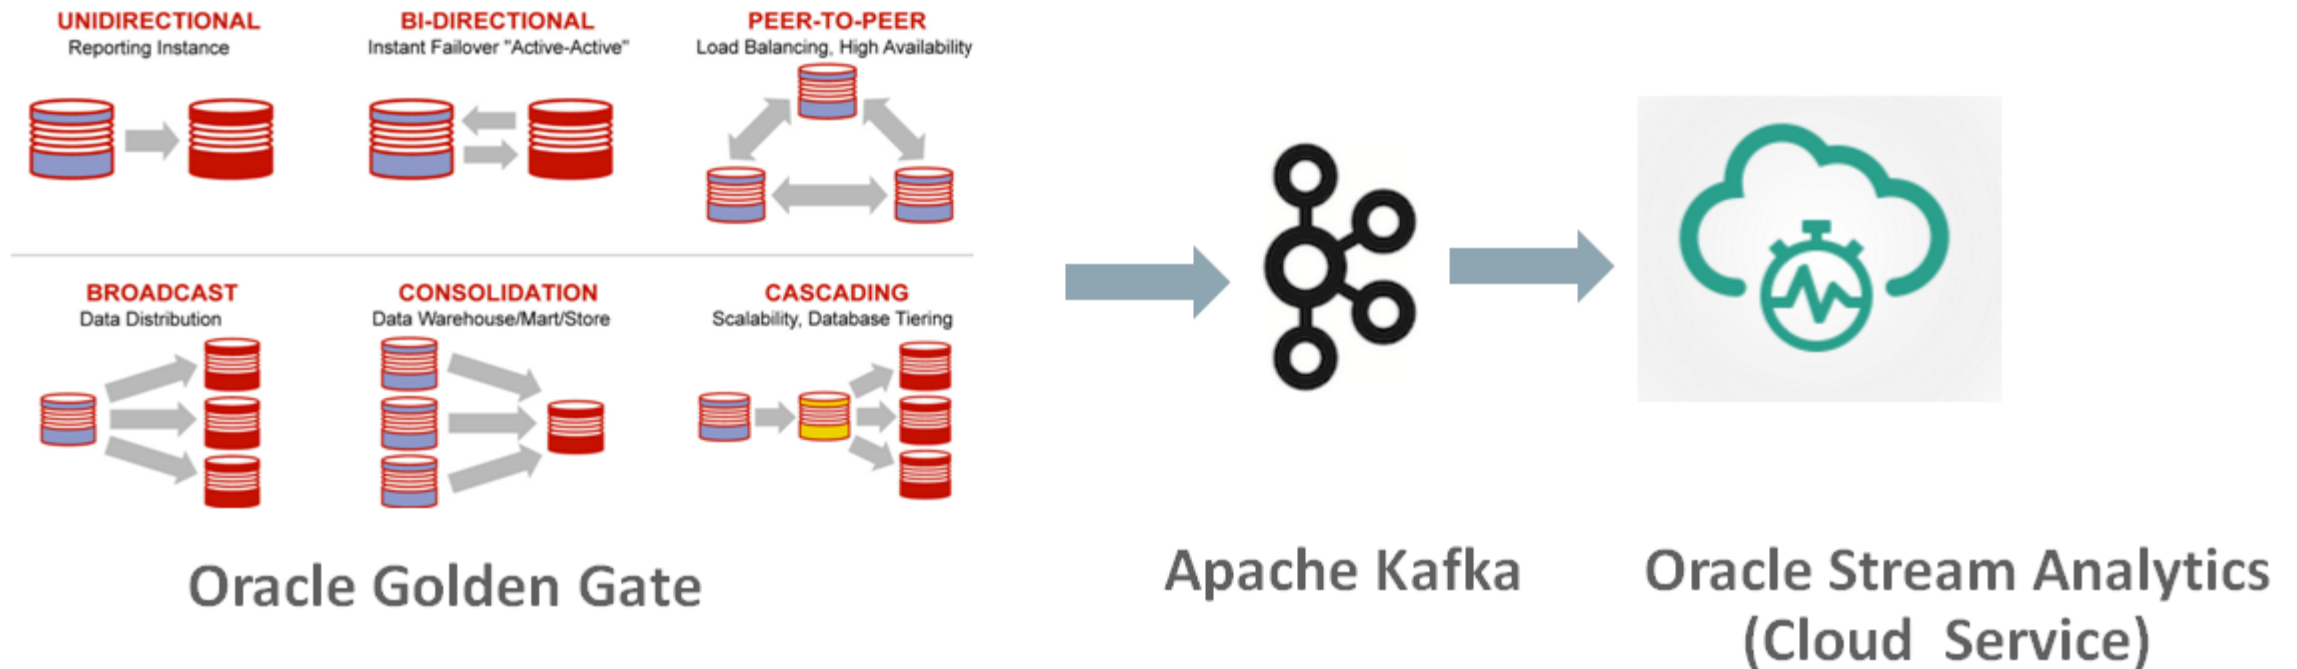 UNIDIRECTIONAL
Reporting Instance
BI-DIRECTIONAL
Instant Failover "Active-Active"
PEER-TO-PEER
Load Balancing, High Availability
BROADCAST
Data Distribution
CONSOLIDATION
Data Warehouse/Mart/Store
CASCADING
Scalability, Database Tiering
Oracle Golden Gate
Apache Kafka
Oracle Stream Analytics
(Cloud Service)